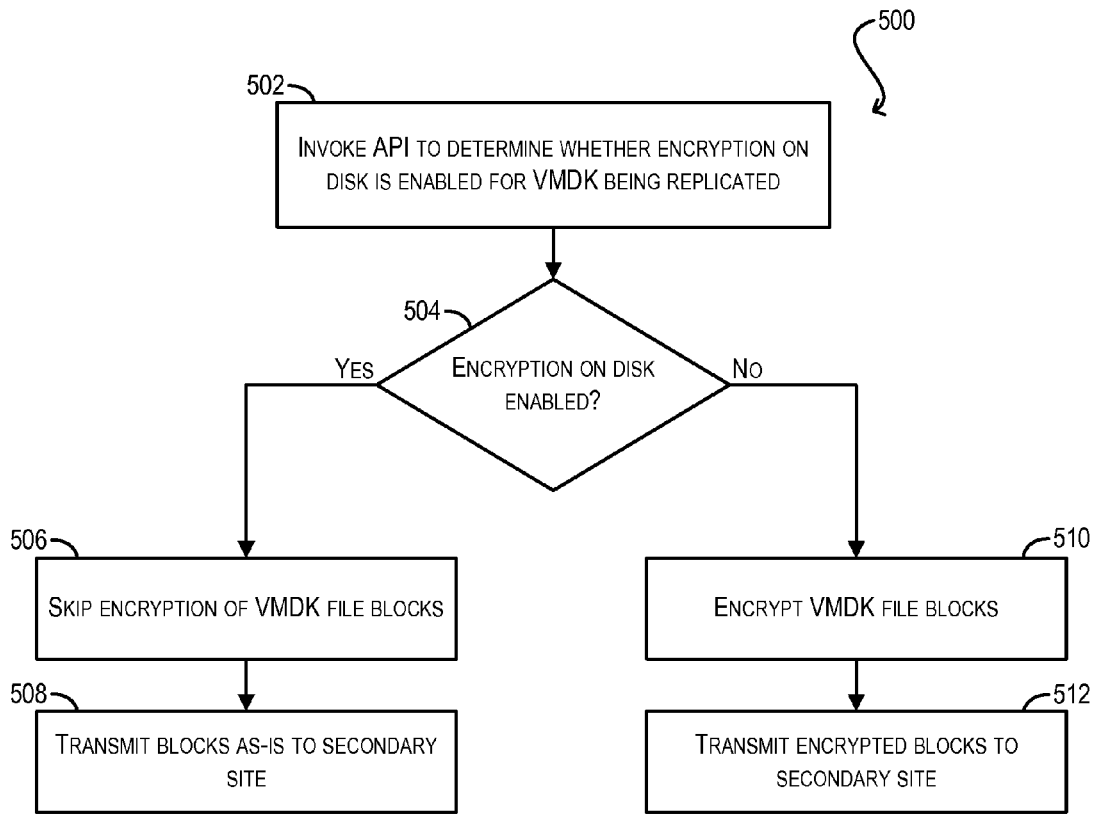 500
502
INVOKE API TO DETERMINE WHETHER ENCRYPTION ON
DISK IS ENABLED FOR VMDK BEING REPLICATED
504
YES
ENCRYPTION ON DISK
ENABLED?
NO
506
SKIP ENCRYPTION OF VMDK FILE BLOCKS
510
ENCRYPT VMDK FILE BLOCKS
508
TRANSMIT BLOCKS AS-IS TO SECONDARY
SITE
512
TRANSMIT ENCRYPTED BLOCKS TO
SECONDARY SITE